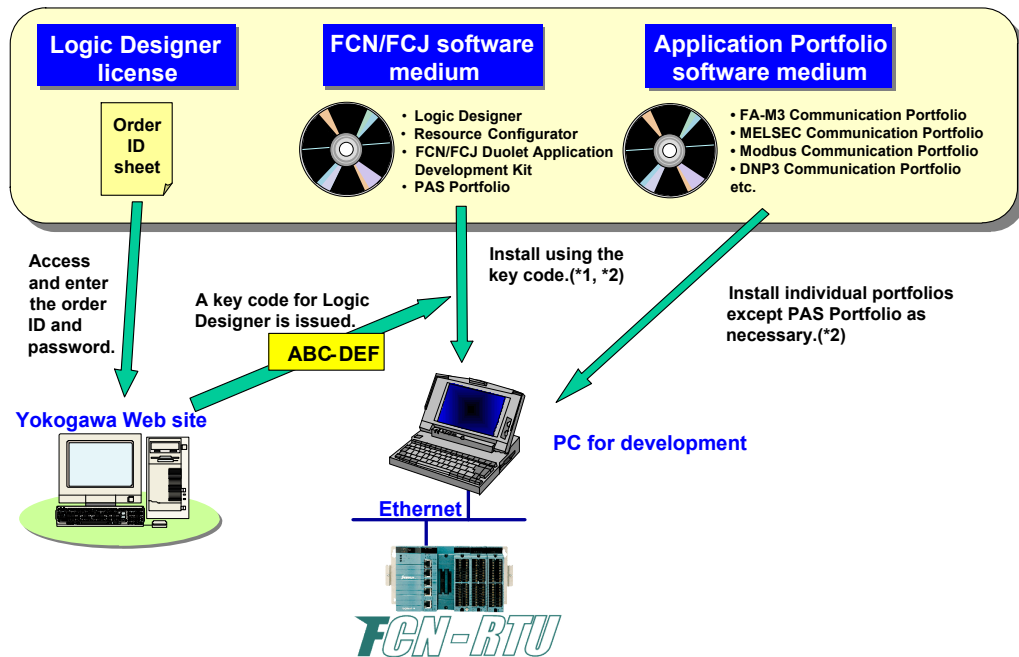 Logic Designer
license
FCN/FCJ software
medium
Application Portfolio
software medium
Order
ID
sheet
• Logic Designer
• Resource Configurator
• FCN/FCJ Duolet Application
Development Kit
• PAS Portfolio
• FA-M3 Communication Portfolio
• MELSEC Communication Portfolio
• Modbus Communication Portfolio
• DNP3 Communication Portfolio
etc.
Access
and enter
the order
ID and
password.
A key code for Logic
Designer is issued.
ABC-DEF
Install using the
key code.(*1, *2)
Install individual portfolios
except PAS Portfolio as
necessary.(*2)
Yokogawa Web site
PC for development
Ethernet
FCN-RTU